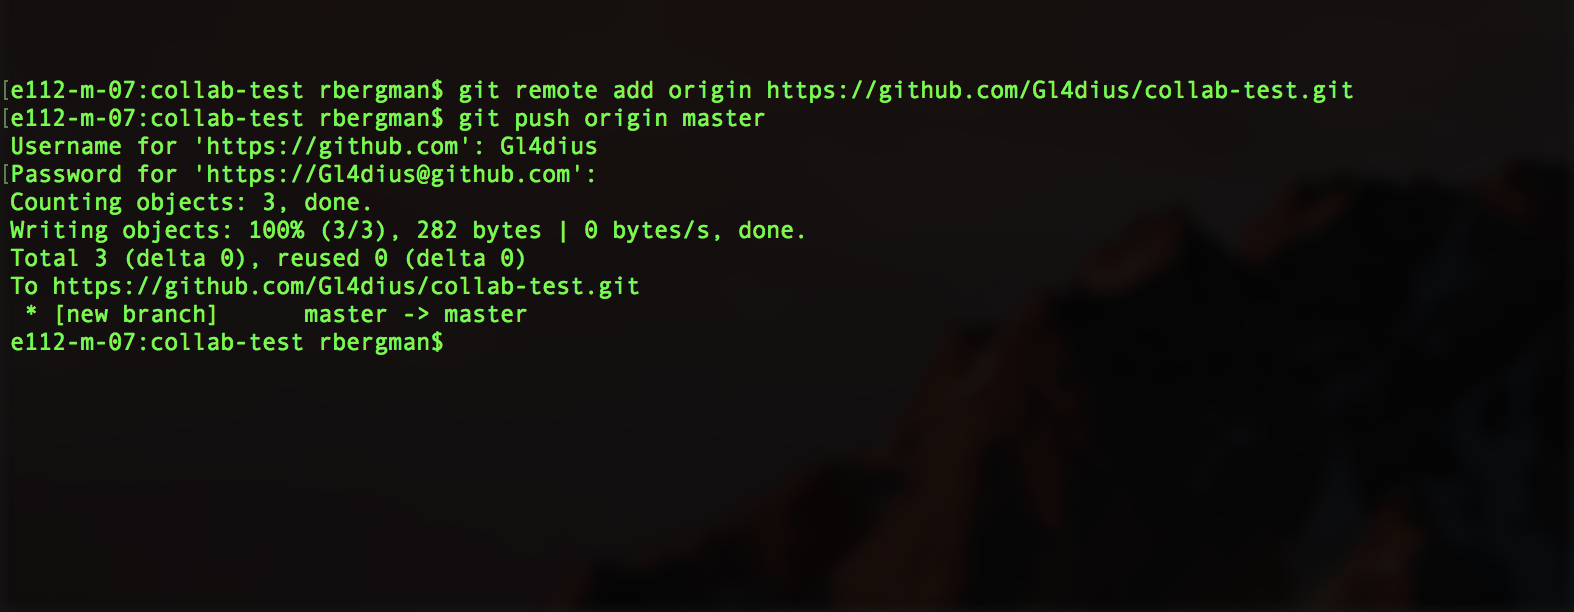 [e112-m-07:collab-test rbergman$ git remote add origin https://github.com/Gl4dius/collab-test.git
[e112-m-07:collab-test rbergman$ git push origin master
Username for 'https://github.com': Gl4dius
[Password for 'https://Gl4dius@github.com':
Counting objects: 3, done.
Writing objects: 100% (3/3), 282 bytes | 0 bytes/s, done.
Total 3 (delta 0), reused 0 (delta 0)
To https://github.com/Gl4dius/collab-test.git
 * [new branch]      master -> master
e112-m-07:collab-test rbergman$